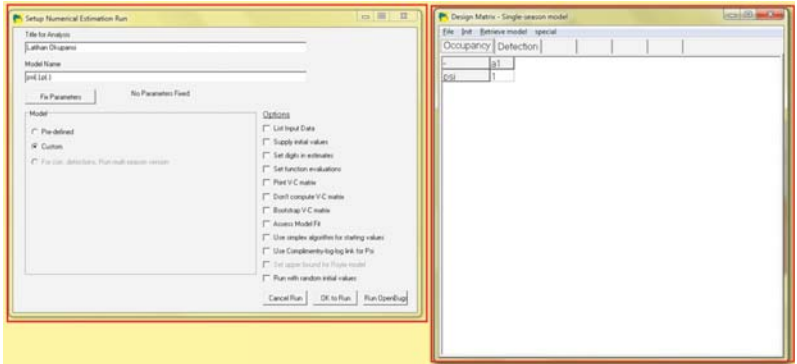 Setup Numerical Estimation Run
Title for Analysis
Latihan Okupansi
Model Name
psi(.),p(.)
Fix Parameters
No Parameters Fixed
Model
Pre-defined
Custom
Options
List Input Data
Supply initial values
Set digits in estimates
Set function evaluations
Print V-C matrix
Don't compute V-C matrix
Bootstrap V-C matrix
Assess Model Fit
Use simplex algorithm for starting values
Use Complimentry-log-log link for Psi
Set upper bound for Royle model
Run with random initial values
Cancel Run
OK to Run
Run OpenBugs
Design Matrix - Single season model
File Init Retrieve model special
Occupancy Detection
- a1
psi 1